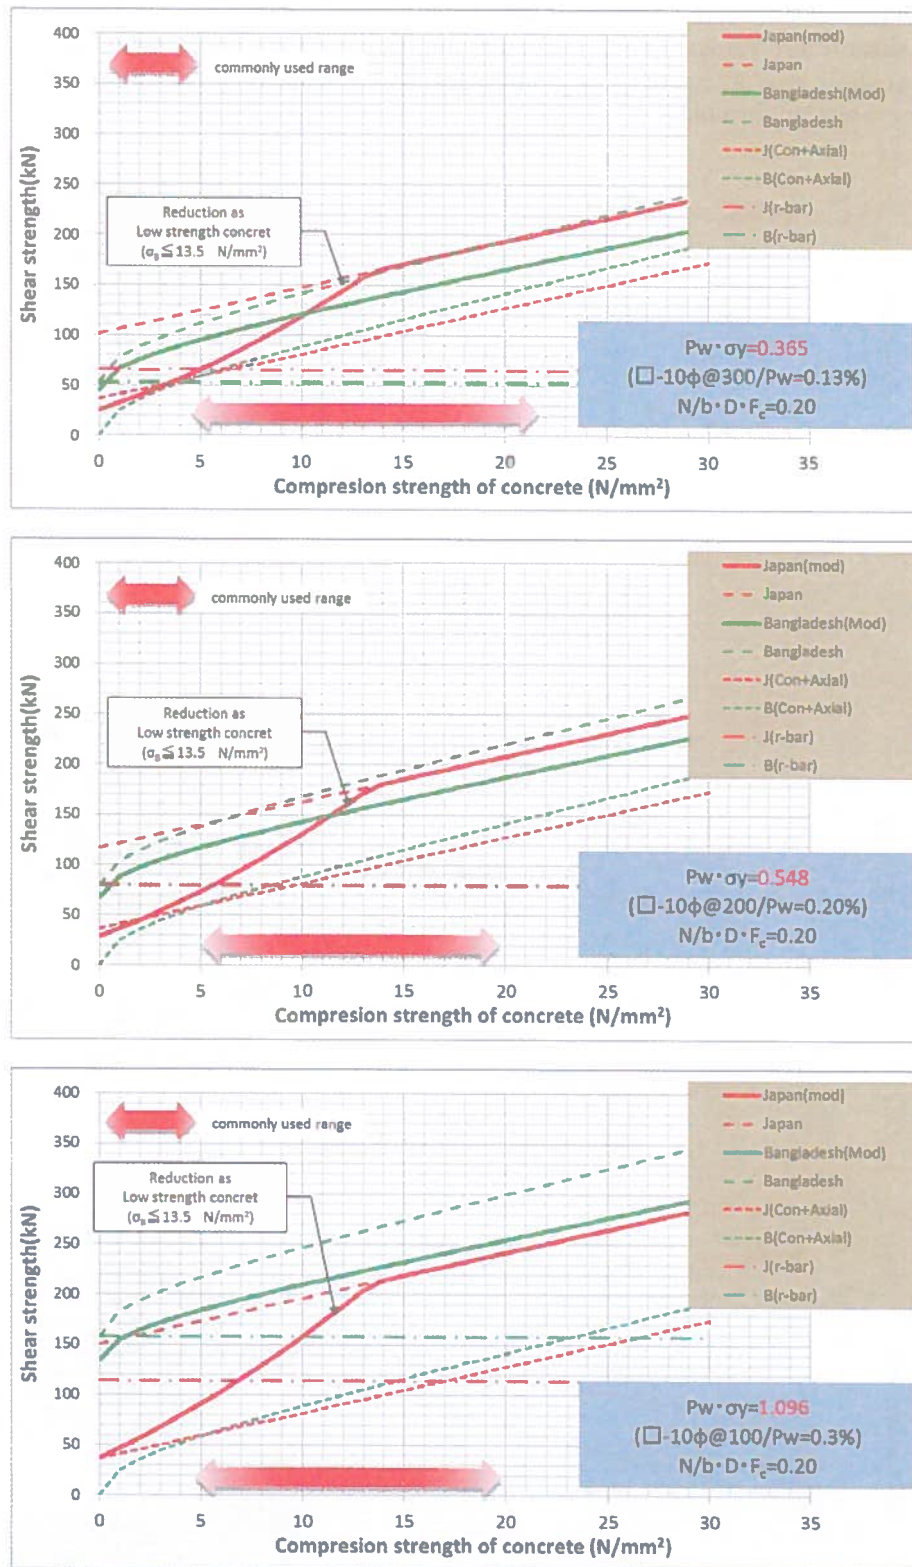 400
350
300
250
200
150
100
50
0
Shear strength(kN)
commonly used range
Reduction as
Low strength concret
(σB≦13.5 N/mm²)
Japan(mod)
Japan
Bangladesh(Mod)
Bangladesh
J(Con+Axial)
B(Con+Axial)
J(r-bar)
B(r-bar)
Pw・σy=0.365
(□-10φ@300/Pw=0.13%)
N/b・D・Fc=0.20
0 5 10 15 20 25 30 35
Compresion strength of concrete (N/mm²)
400
350
300
250
200
150
100
50
0
Shear strength(kN)
commonly used range
Reduction as
Low strength concret
(σB≦13.5 N/mm²)
Japan(mod)
Japan
Bangladesh(Mod)
Bangladesh
J(Con+Axial)
B(Con+Axial)
J(r-bar)
B(r-bar)
Pw・σy=0.548
(□-10φ@200/Pw=0.20%)
N/b・D・Fc=0.20
0 5 10 15 20 25 30 35
Compresion strength of concrete (N/mm²)
400
350
300
250
200
150
100
50
0
Shear strength(kN)
commonly used range
Reduction as
Low strength concret
(σB≦13.5 N/mm²)
Japan(mod)
Japan
Bangladesh(Mod)
Bangladesh
J(Con+Axial)
B(Con+Axial)
J(r-bar)
B(r-bar)
Pw・σy=1.096
(□-10φ@100/Pw=0.3%)
N/b・D・Fc=0.20
0 5 10 15 20 25 30 35
Compresion strength of concrete (N/mm²)